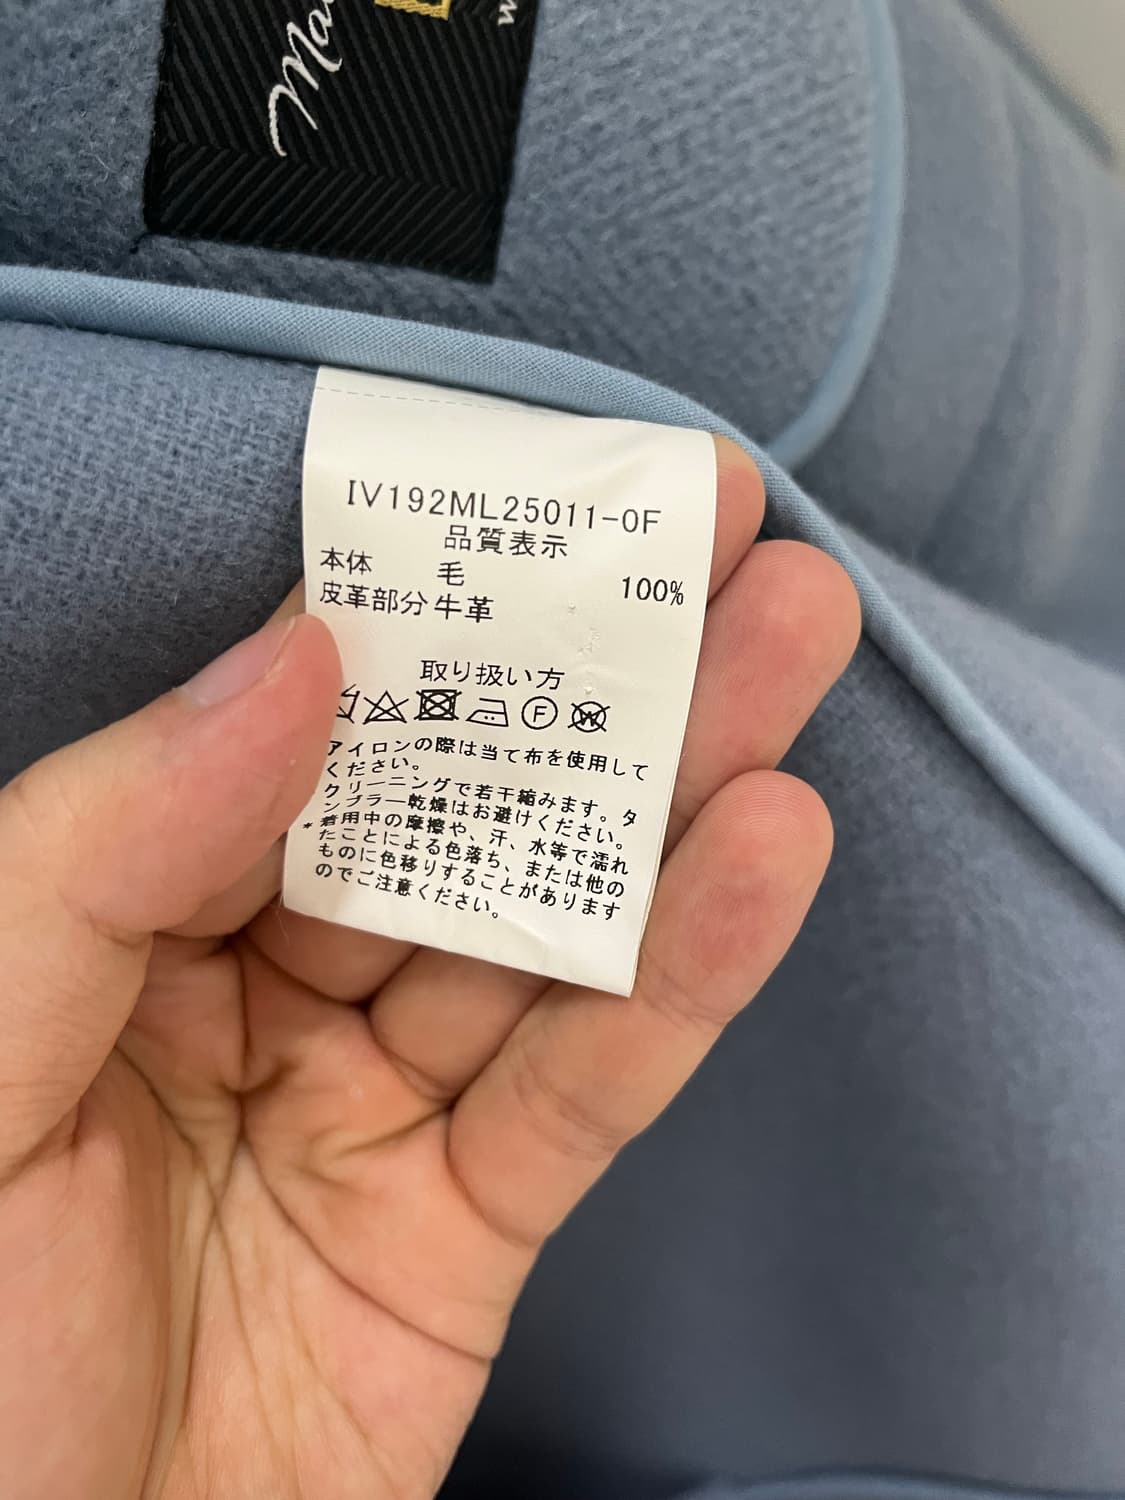 Ma
w
IV192ML25011-0F
品質表示
本体 毛 100%
皮革部分 牛革
取り扱い方
F W
アイロンの際は当て布を使用して
ください。
クリーニングで若干縮みます。タ
ンブラー乾燥はお避けください。
*着用中の摩擦や、汗、水等で濡れ
たことによる色落ち、または他の
ものに色移りすることがあります
のでご注意ください。